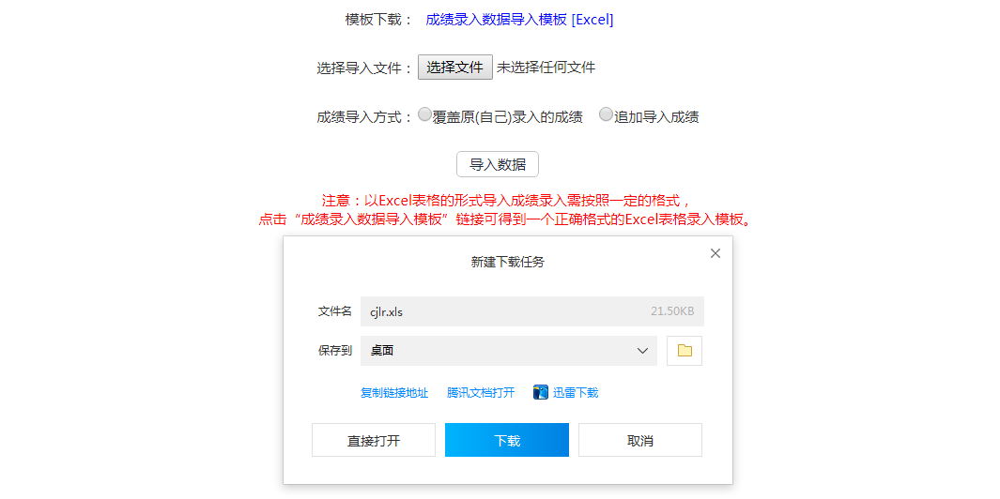 模板下载： 成绩录入数据导入模板 [Excel]
选择导入文件： 选择文件 未选择任何文件
成绩导入方式： 覆盖原(自己)录入的成绩 追加导入成绩
导入数据
注意：以Excel表格的形式导入成绩录入需按照一定的格式，
点击“成绩录入数据导入模板”链接可得到一个正确格式的Excel表格录入模板。
新建下载任务
文件名 cjlr.xls 21.50KB
保存到 桌面
复制链接地址 腾讯文档打开 迅雷下载
直接打开 下载 取消